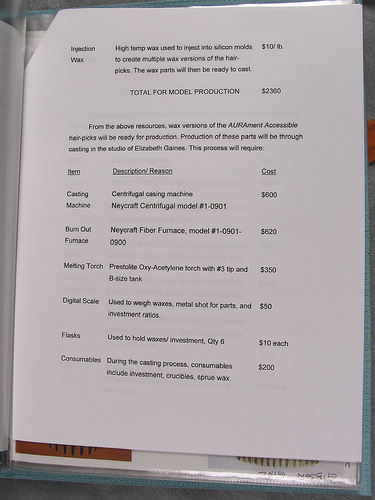 Injection High temp wax used to inject into silicon molds $10/ lb.
Wax to create multiple wax versions of the hair-
picks. The wax parts will then be ready to cast.
TOTAL FOR MODEL PRODUCTION $2360
From the above resources, wax versions of the AURAment Accessible
hair-picks will be ready for production. Production of these parts will be through
casting in the studio of Elizabeth Gaines. This process will require:
Item Description/ Reason Cost
Casting Centrifugal casing machine $600
Machine Neycraft Centrifugal model #1-0901
Burn Out Neycraft Fiber Furnace, model #1-0901- $620
Furnace 0900
Melting Torch Prestolite Oxy-Acetylene torch with #3 tip and $350
B-size tank
Digital Scale Used to weigh waxes, metal shot for parts, and $50
investment ratios.
Flasks Used to hold waxes/ investment, Qty 6 $10 each
Consumables During the casting process, consumables $200
include investment, crucibles, sprue wax.